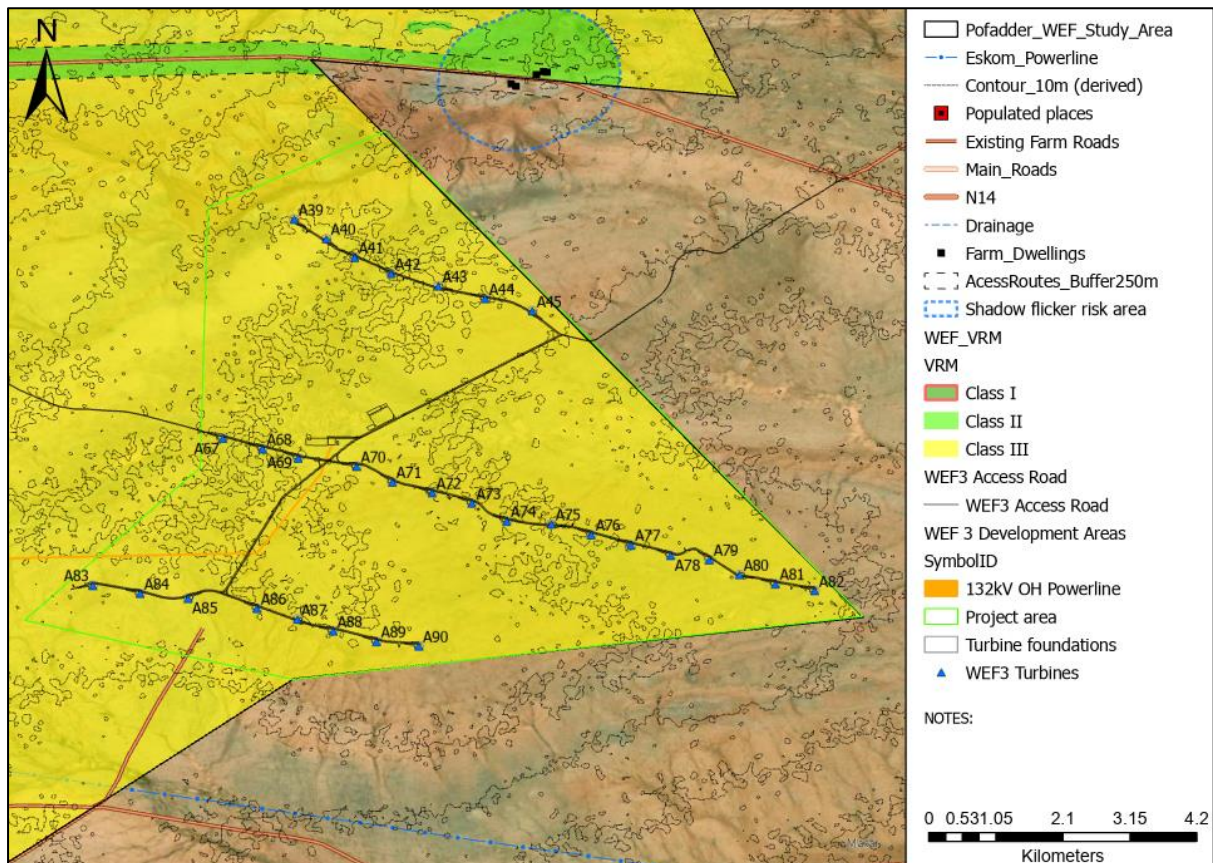 N
A39
A40
A41
A42
A43
A44
A45
A67
A68
A69
A70
A71
A72
A73
A74
A75
A76
A77
A78
A79
A80
A81
A82
A83
A84
A85
A86
A87
A88
A89
A90
Pofadder_WEF_Study_Area
Eskom_Powerline
Contour_10m (derived)
Populated places
Existing Farm Roads
Main_Roads
N14
Drainage
Farm_Dwellings
AcessRoutes_Buffer250m
Shadow flicker risk area
WEF_VRM
VRM
Class I
Class II
Class III
WEF3 Access Road
WEF3 Access Road
WEF 3 Development Areas
SymbolID
132kV OH Powerline
Project area
Turbine foundations
WEF3 Turbines
NOTES:
0 0.531.05 2.1 3.15 4.2
Kilometers